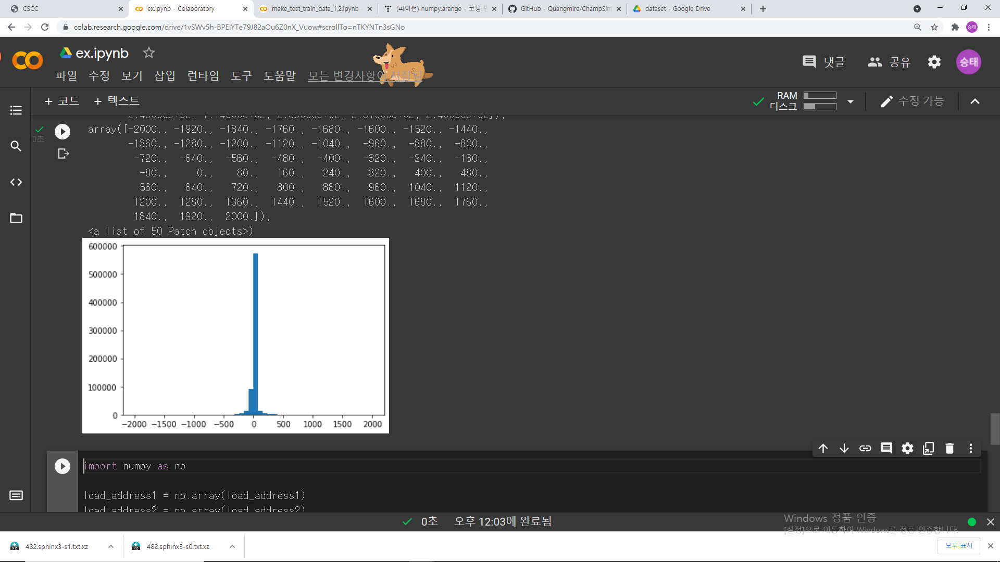 CSCC
ex.ipynb - Colaboratory
make_test_train_data_1,2.ipynb
(파이썬) numpy.arange - 코딩
GitHub - Quangmire/ChampSim
dataset - Google Drive
colab.research.google.com/drive/1vSWv5h-BPEiYTe79J82aOu6Z0nX_Vuow#scrollTo=nTKYNTn3sGNo
승태
ex.ipynb
댓글
공유
승태
파일 수정 보기 삽입 런타임 도구 도움말 모든 변경사항이 저장됨
+ 코드 + 텍스트
RAM
디스크
수정 가능
0초
array([-2000., -1920., -1840., -1760., -1680., -1600., -1520., -1440.,
-1360., -1280., -1200., -1120., -1040., -960., -880., -800.,
-720., -640., -560., -480., -400., -320., -240., -160.,
-80., 0., 80., 160., 240., 320., 400., 480.,
560., 640., 720., 800., 880., 960., 1040., 1120.,
1200., 1280., 1360., 1440., 1520., 1600., 1680., 1760.,
1840., 1920., 2000.]),
<a list of 50 Patch objects>)
600000
500000
400000
300000
200000
100000
0
−2000 −1500 −1000 −500 0 500 1000 1500 2000
import numpy as np
load_address1 = np.array(load_address1)
load_address2 = np.array(load_address2)
0초 오후 12:03에 완료됨
Windows 정품 인증
[설정]으로 이동하여 Windows를 정품 인증합니다.
482.sphinx3-s1.txt.xz
482.sphinx3-s0.txt.xz
모두 표시